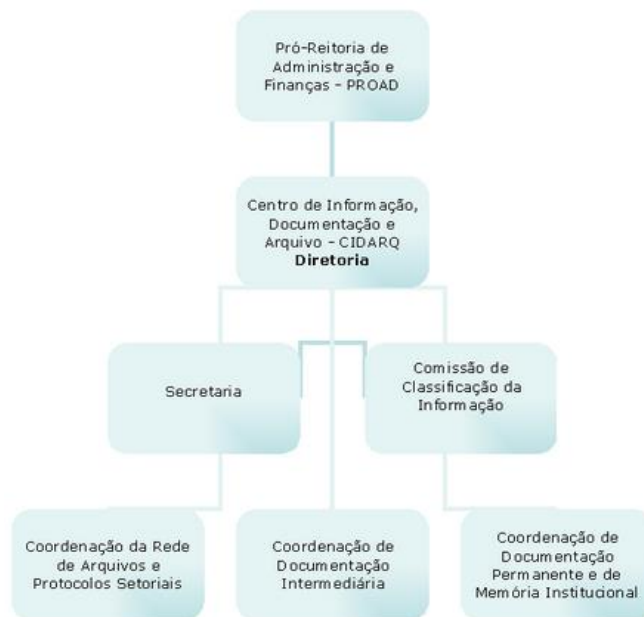 Pró-Reitoria de
Administração e
Finanças - PROAD
Centro de Informação,
Documentação e
Arquivo - CIDARQ
Diretoria
Secretaria
Comissão de
Classificação da
Informação
Coordenação da Rede
de Arquivos e
Protocolos Setoriais
Coordenação de
Documentação
Intermediária
Coordenação de
Documentação
Permanente e de
Memória Institucional